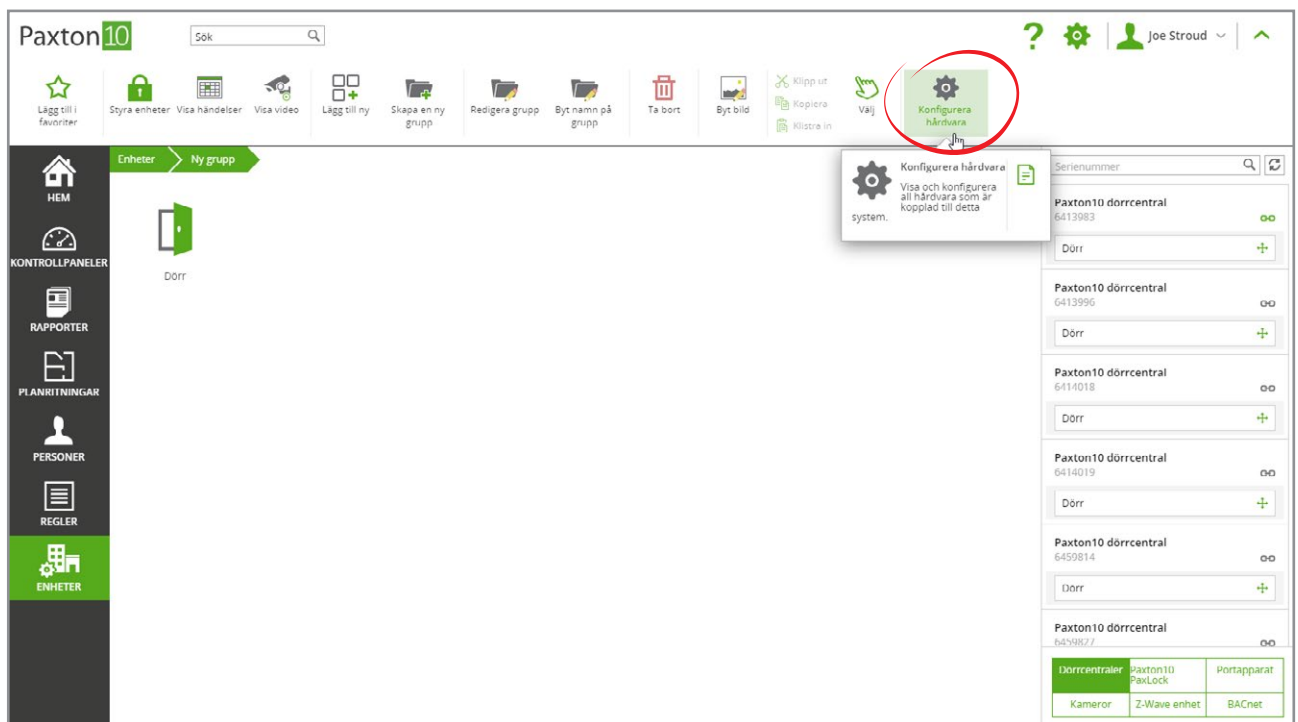 Paxton 10
Sök
? Joe Stroud
Lägg till i
favoriter
Styra enheter
Visa händelser
Visa video
Lägg till ny
Skapa en ny
grupp
Redigera grupp
Byt namn på
grupp
Ta bort
Byt bild
Klipp ut
Kopiera
Klistra in
Välj
Konfigurera
hårdvara
Enheter
Ny grupp
Konfigurera hårdvara
Visa och konfigurera
all hårdvara som är
kopplad till detta
system.
HEM
KONTROLLPANELER
RAPPORTER
PLANRITNINGAR
PERSONER
REGLER
ENHETER
Dörr
Serienummer
Paxton10 dörrcentral
6413983
Dörr
Paxton10 dörrcentral
6413996
Dörr
Paxton10 dörrcentral
6414018
Dörr
Paxton10 dörrcentral
6414019
Dörr
Paxton10 dörrcentral
6459814
Dörr
Paxton10 dörrcentral
6459827
Dörrcentraler
Paxton10
PaxLock
Portapparat
Kameror
Z-Wave enhet
BACnet